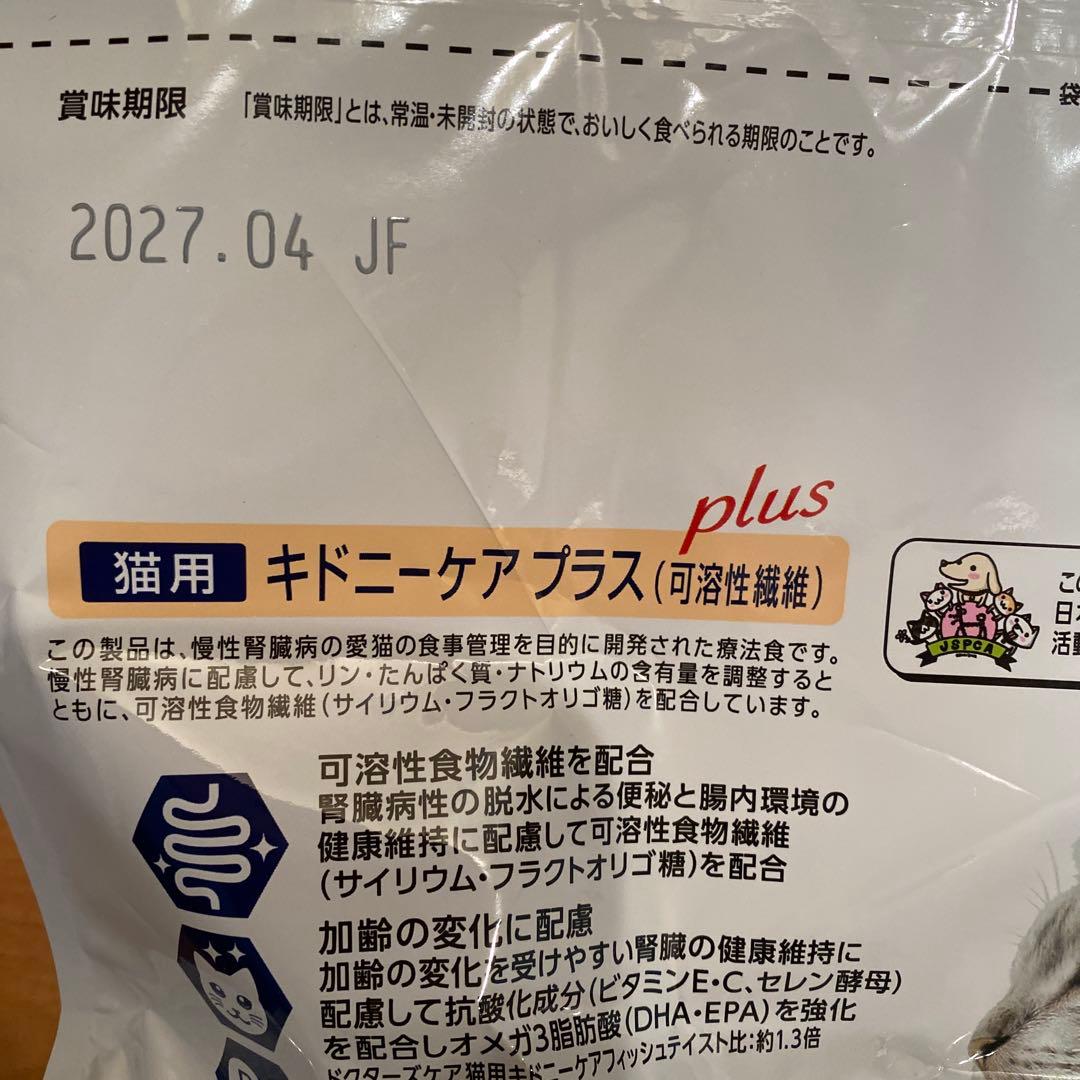 袋
賞味期限
「賞味期限」とは、常温・未開封の状態で、おいしく食べられる期限のことです。
2027.04 JF
plus
猫用 キドニーケア プラス(可溶性繊維)
この製品は、慢性腎臓病の愛猫の食事管理を目的に開発された療法食です。
慢性腎臓病に配慮して、リン・たんぱく質・ナトリウムの含有量を調整すると
ともに、可溶性食物繊維(サイリウム・フラクトオリゴ糖)を配合しています。
JSPCA
この
日本
活動
可溶性食物繊維を配合
腎臓病性の脱水による便秘と腸内環境の
健康維持に配慮して可溶性食物繊維
(サイリウム・フラクトオリゴ糖)を配合
加齢の変化に配慮
加齢の変化を受けやすい腎臓の健康維持に
配慮して抗酸化成分(ビタミンE・C、セレン酵母)
を配合しオメガ3脂肪酸(DHA・EPA)を強化
ドクターズケア猫用キドニーケアフィッシュテイスト比:約1.3倍